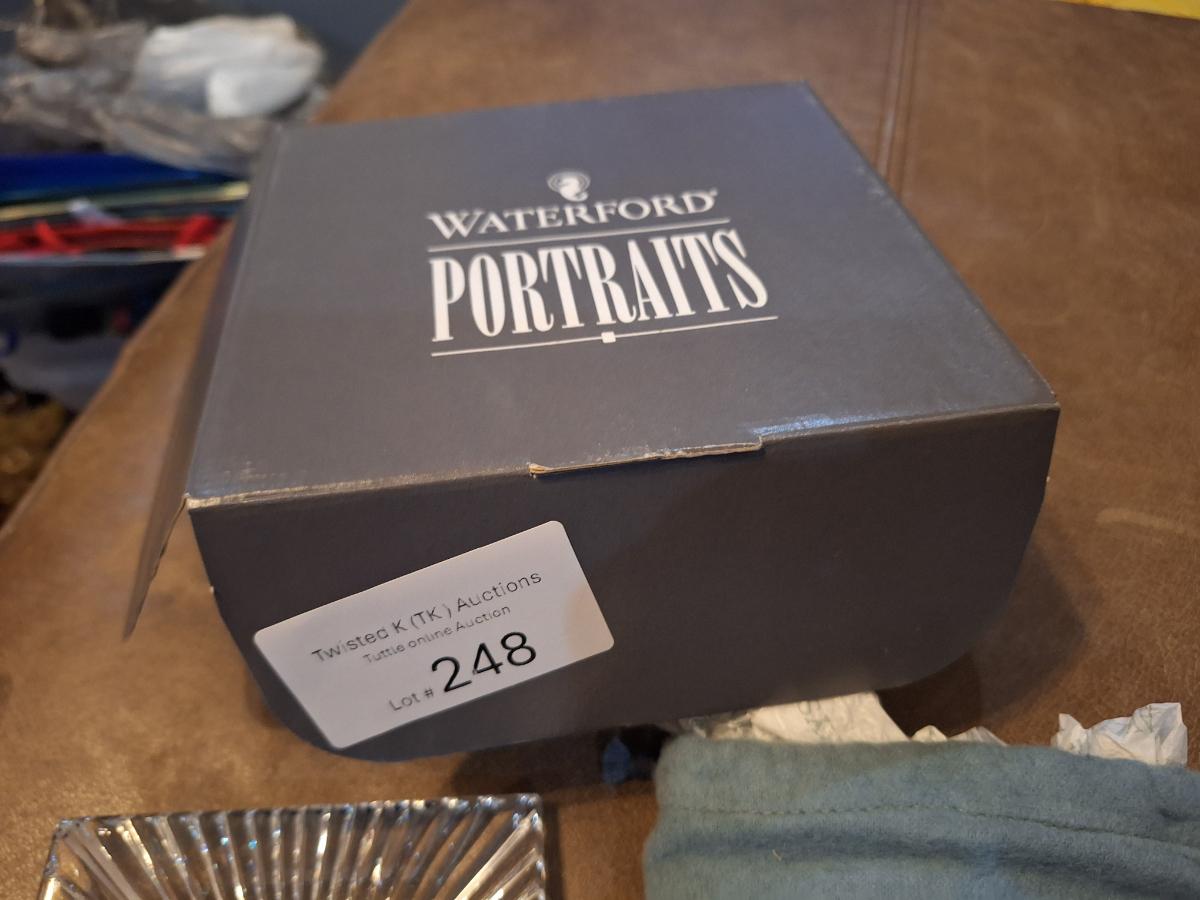 WATERFORD
PORTRAITS
Twisted K (TK) Auctions
Tuttle online Auction
Lot # 248